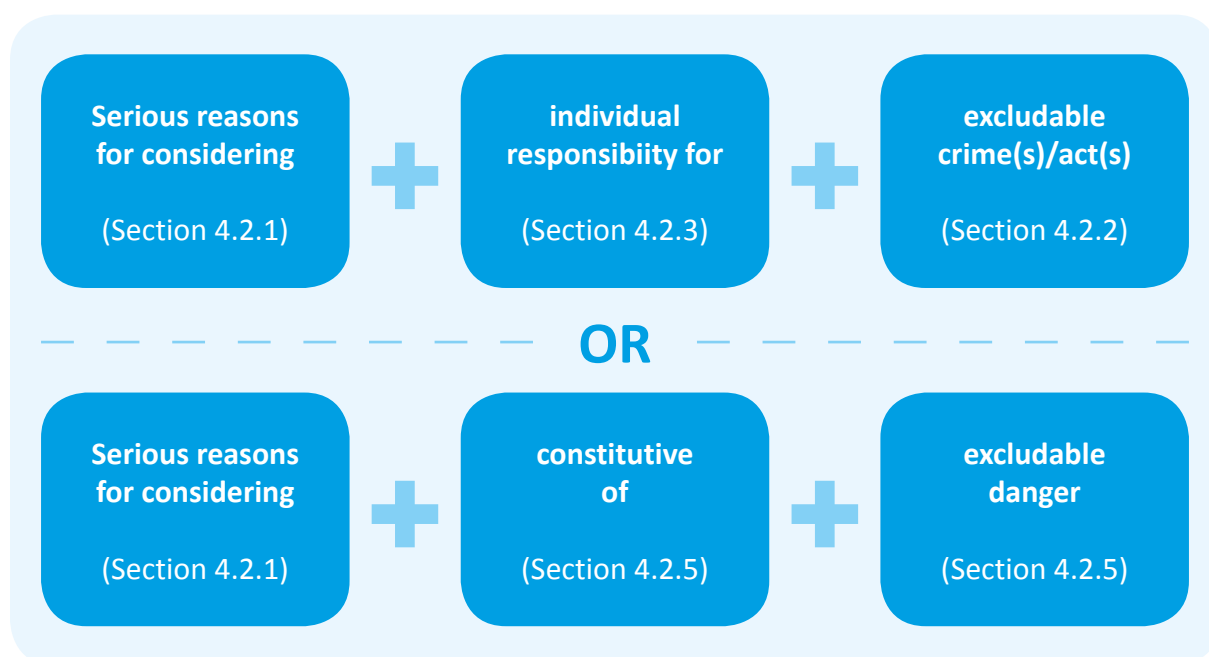 Serious reasons
for considering
(Section 4.2.1)
individual
responsibiity for
(Section 4.2.3)
excludable
crime(s)/act(s)
(Section 4.2.2)
OR
Serious reasons
for considering
(Section 4.2.1)
constitutive
of
(Section 4.2.5)
excludable
danger
(Section 4.2.5)